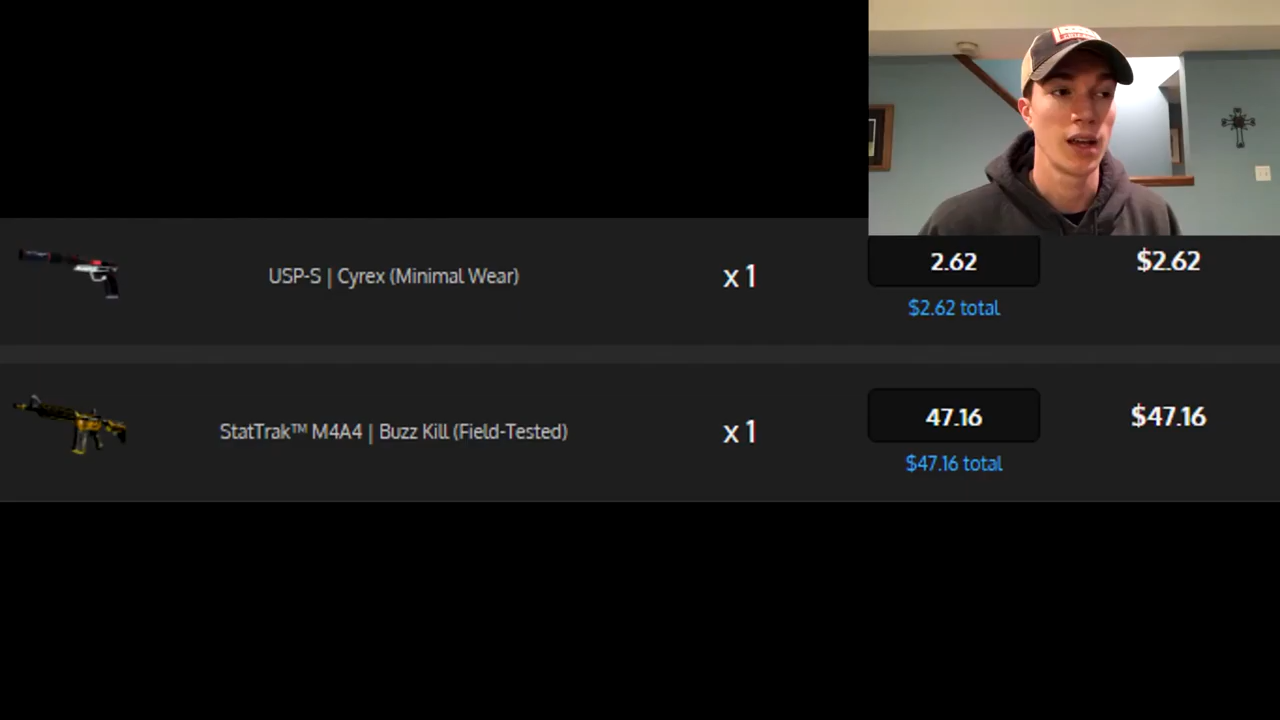 USP-S | Cyrex (Minimal Wear)
x 1
2.62
$2.62 total
$2.62
StatTrak™ M4A4 | Buzz Kill (Field-Tested)
x 1
47.16
$47.16 total
$47.16